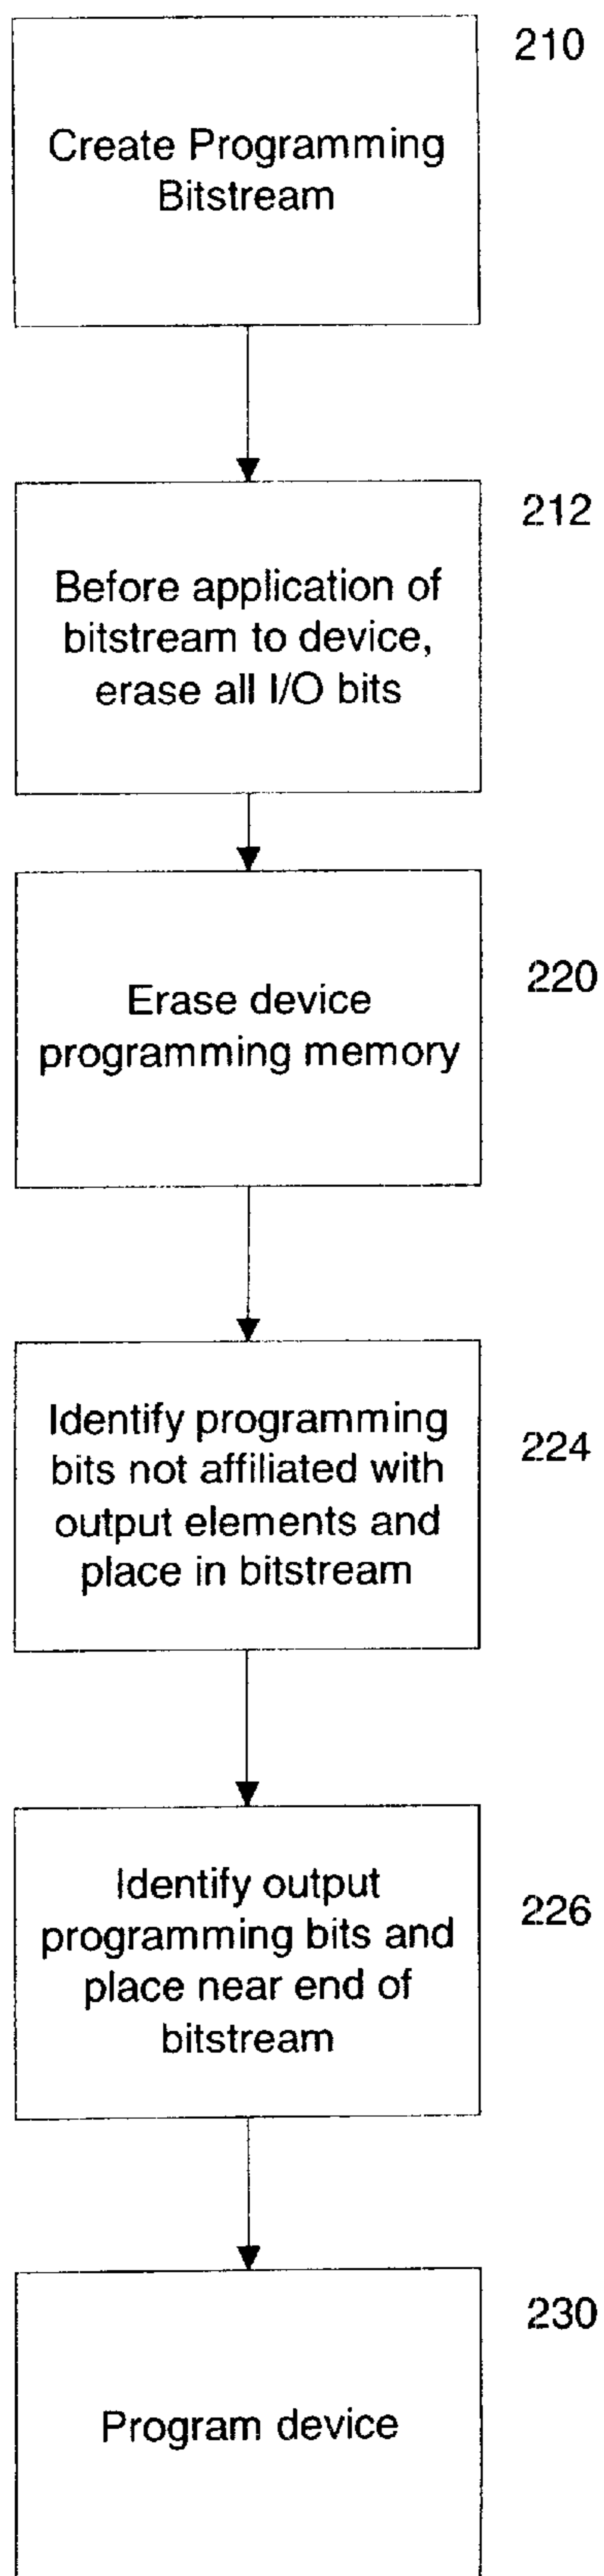 210
Create Programming
Bitstream
212
Before application of
bitstream to device,
erase all I/O bits
220
Erase device
programming memory
224
Identify programming
bits not affiliated with
output elements and
place in bitstream
226
Identify output
programming bits and
place near end of
bitstream
230
Program device